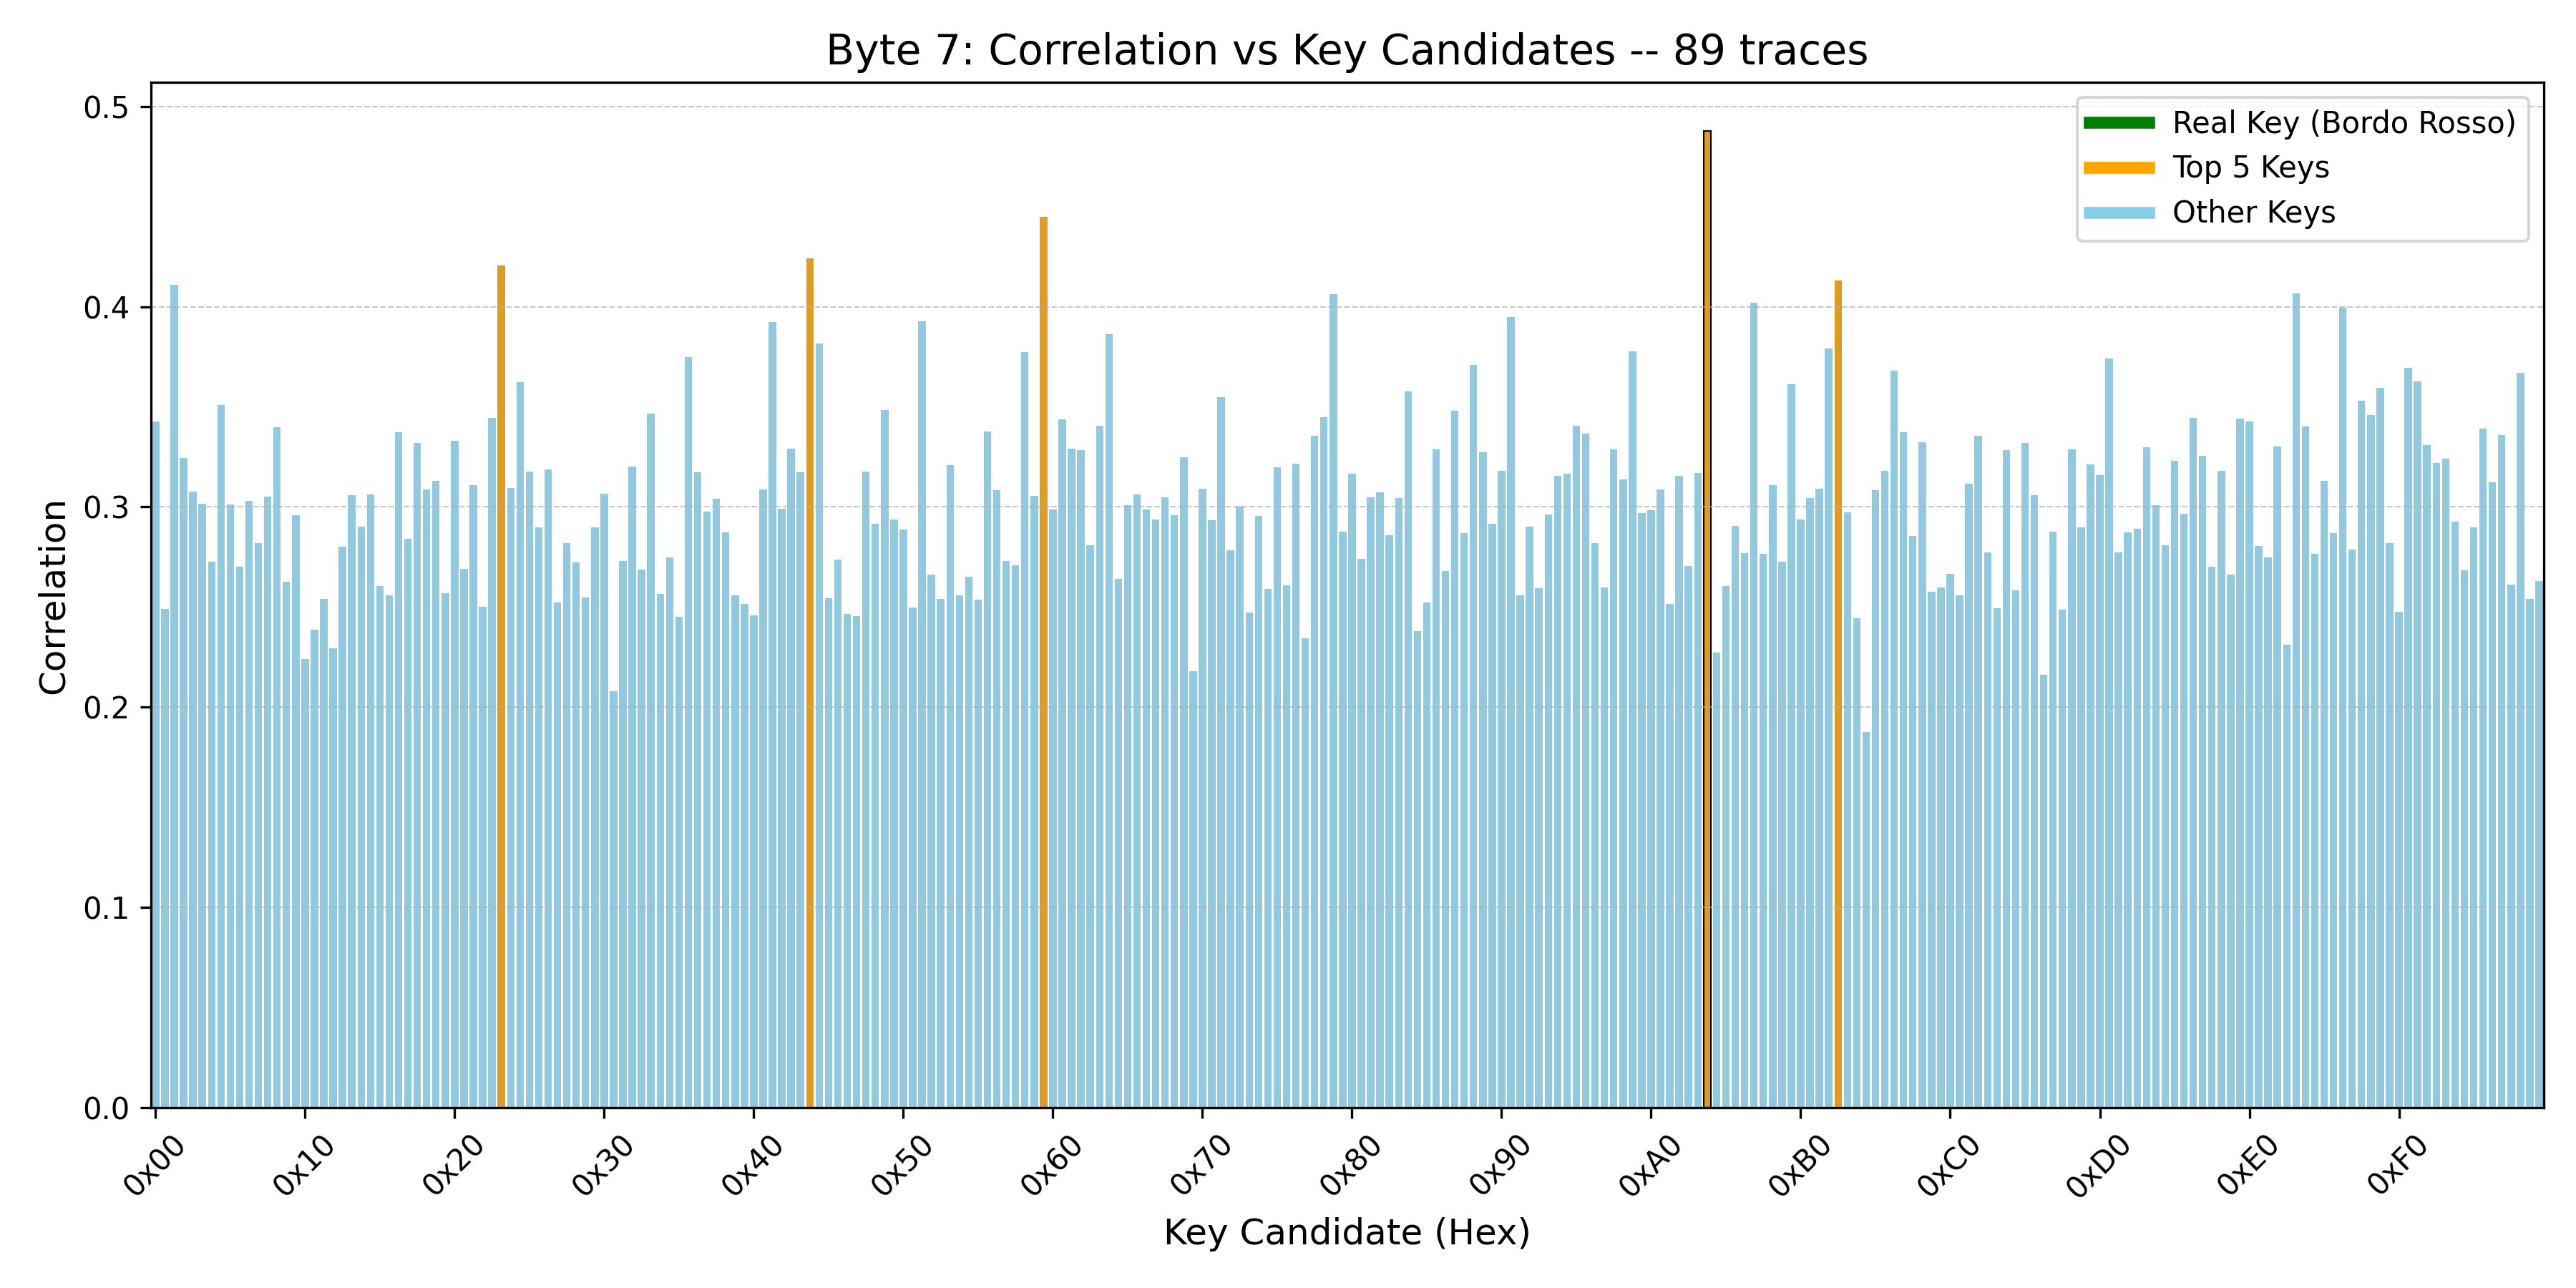 Byte 7: Correlation vs Key Candidates -- 89 traces
Real Key (Bordo Rosso)
Top 5 Keys
Other Keys
Correlation
0.5
0.4
0.3
0.2
0.1
0.0
0x00 0x10 0x20 0x30 0x40 0x50 0x60 0x70 0x80 0x90 0xA0 0xB0 0xC0 0xD0 0xE0 0xF0
Key Candidate (Hex)